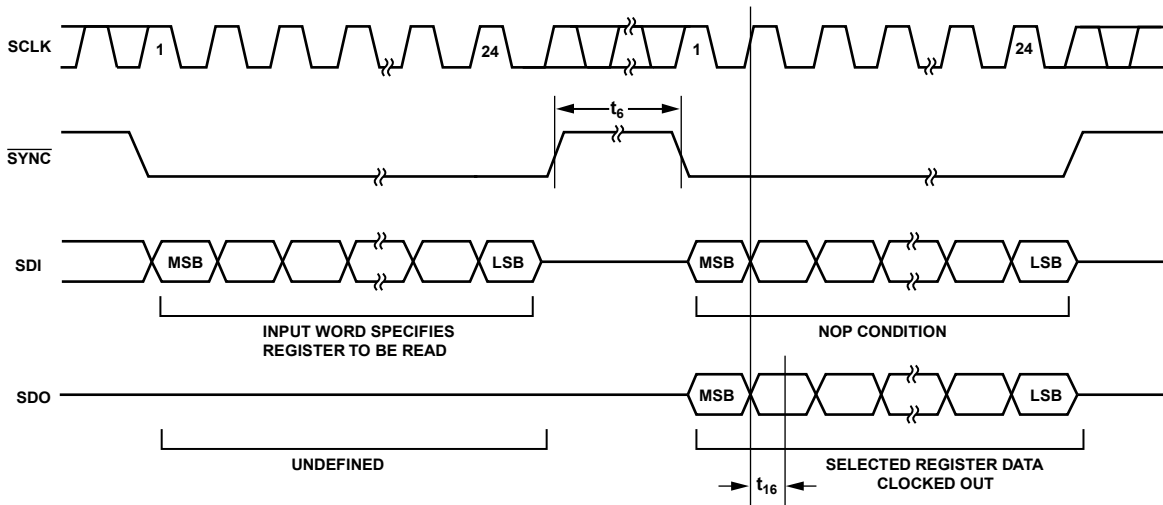 SCLK
1
24
1
24
t6
SYNC
SDI
MSB
LSB
MSB
LSB
INPUT WORD SPECIFIES
REGISTER TO BE READ
NOP CONDITION
SDO
MSB
LSB
UNDEFINED
SELECTED REGISTER DATA
CLOCKED OUT
t16